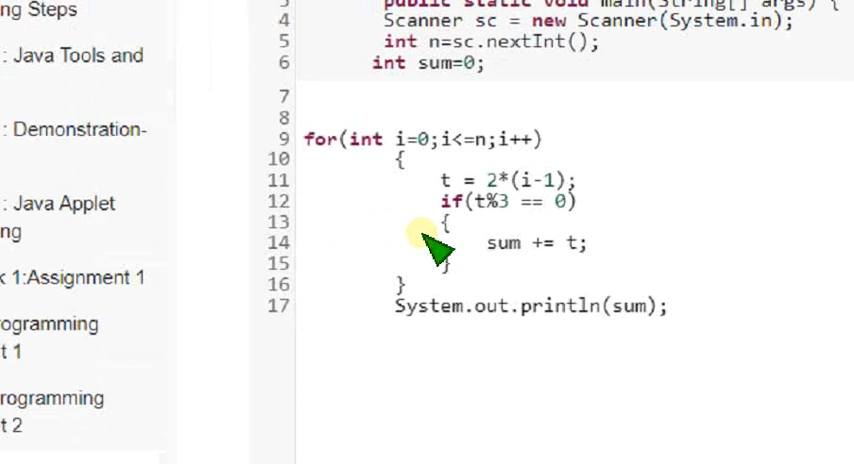 ng Steps
: Java Tools and
: Demonstration-
: Java Applet
ng
k 1:Assignment 1
rogramming
t 1
rogramming
t 2
3 public static void main(String[] args) {
4 Scanner sc = new Scanner(System.in);
5 int n=sc.nextInt();
6 int sum=0;
7
8
9 for(int i=0;i<=n;i++)
10 {
11 t = 2*(i-1);
12 if(t%3 == 0)
13 {
14 sum += t;
15 }
16 }
17 System.out.println(sum);